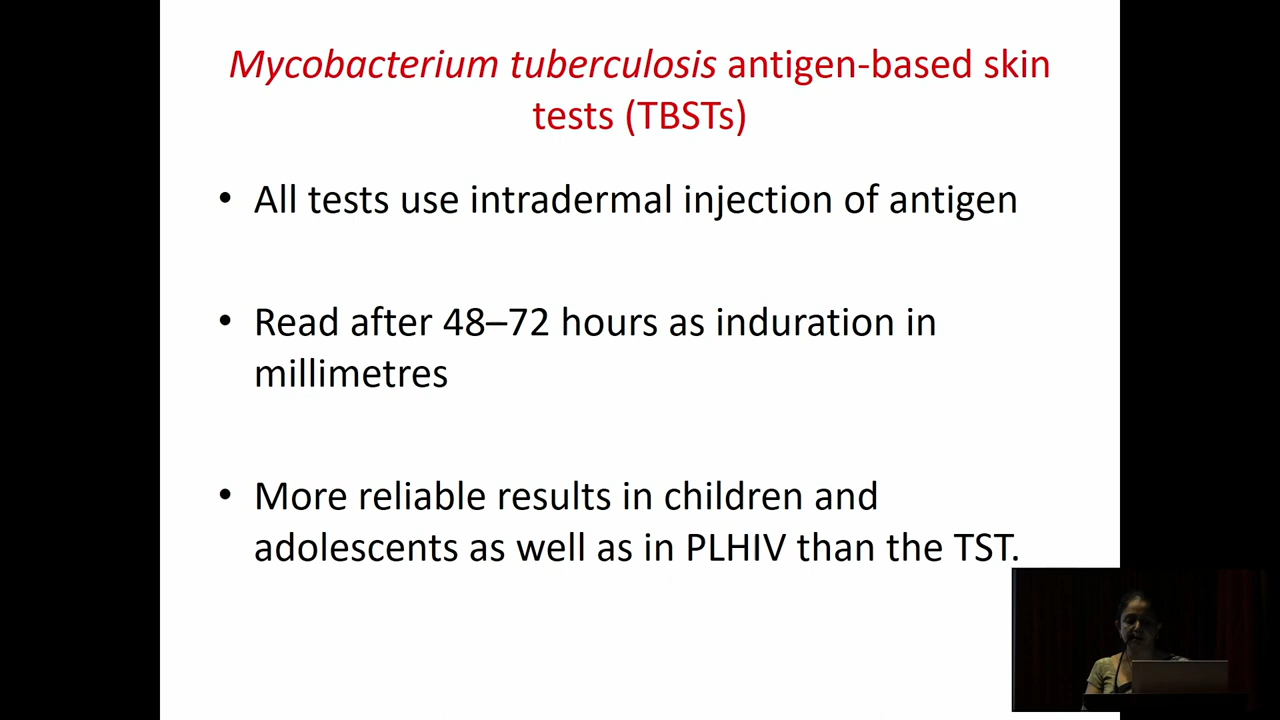 Mycobacterium tuberculosis antigen-based skin
tests (TBSTs)
• All tests use intradermal injection of antigen
• Read after 48–72 hours as induration in
millimetres
• More reliable results in children and
adolescents as well as in PLHIV than the TST.